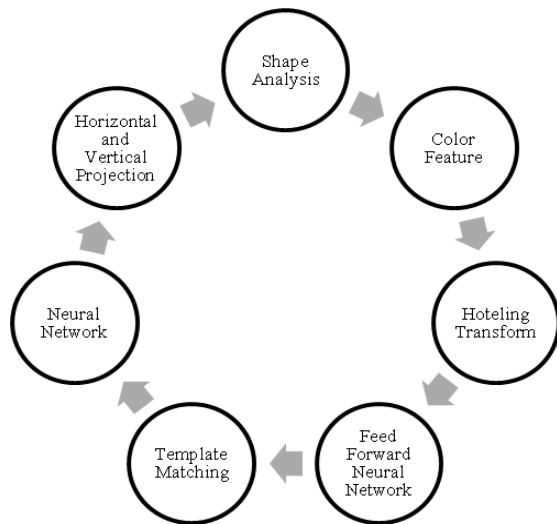 Shape
Analysis
Color
Feature
Hoteling
Transform
Feed
Forward
Neural
Network
Template
Matching
Neural
Network
Horizontal
and
Vertical
Projection